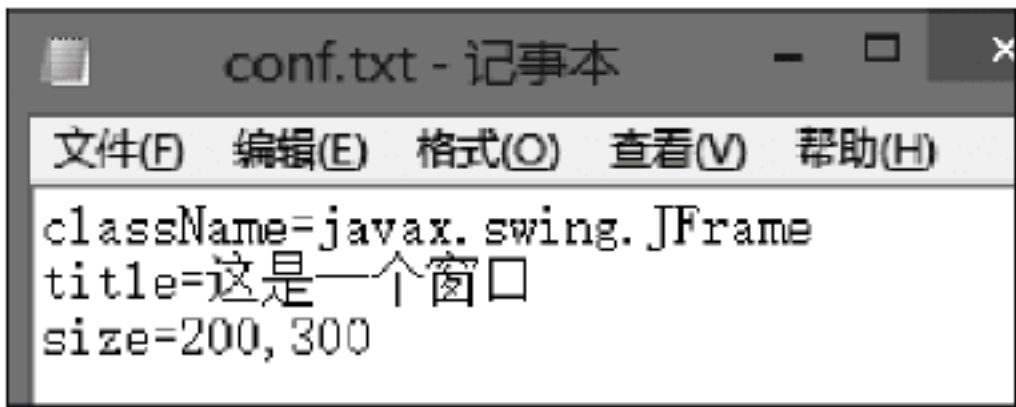 conf.txt - 记事本
文件(F) 编辑(E) 格式(O) 查看(V) 帮助(H)
className=javax.swing.JFrame
title=这是一个窗口
size=200,300